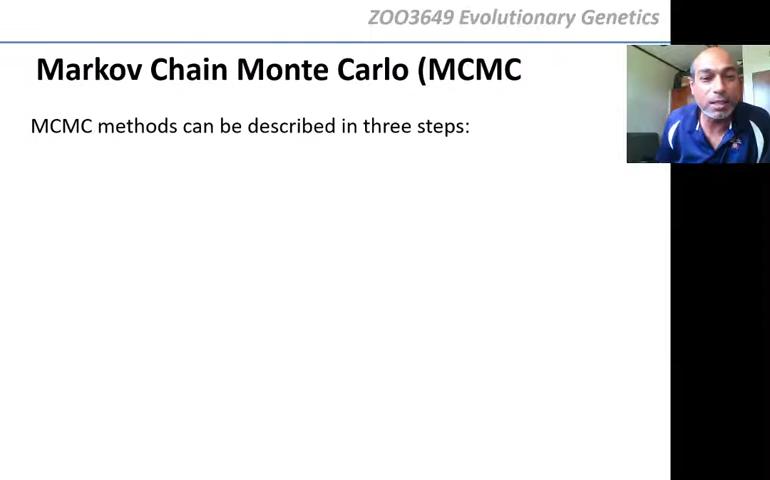 ZOO3649 Evolutionary Genetics
Markov Chain Monte Carlo (MCMC
MCMC methods can be described in three steps: